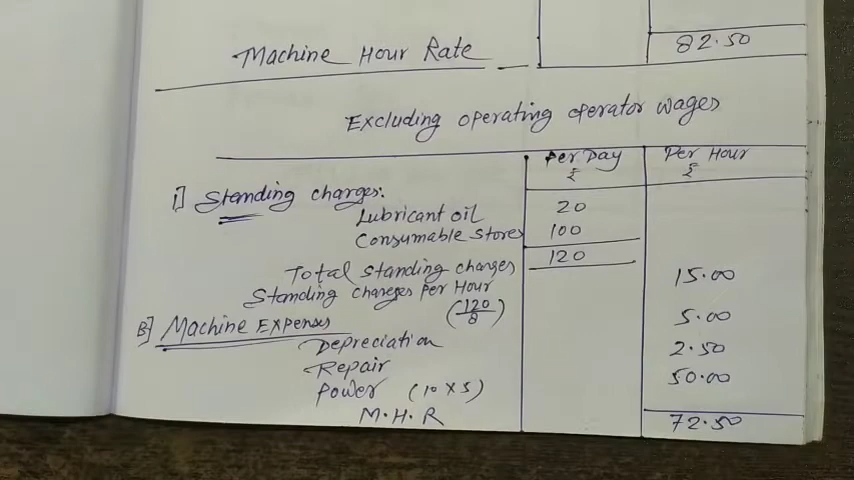 82.50
Machine Hour Rate
Excluding operating operator wages
Per Day Per Hour
₹ ₹
1] Standing charges:
Lubricant oil 20
Consumable Stores 100
Total standing charges 120
Standing chareges Per Hour 15.00
(120/8)
B] Machine Expenses
Depreciation 5.00
Repair 2.50
Power (10 x 5) 50.00
M.H.R 72.50